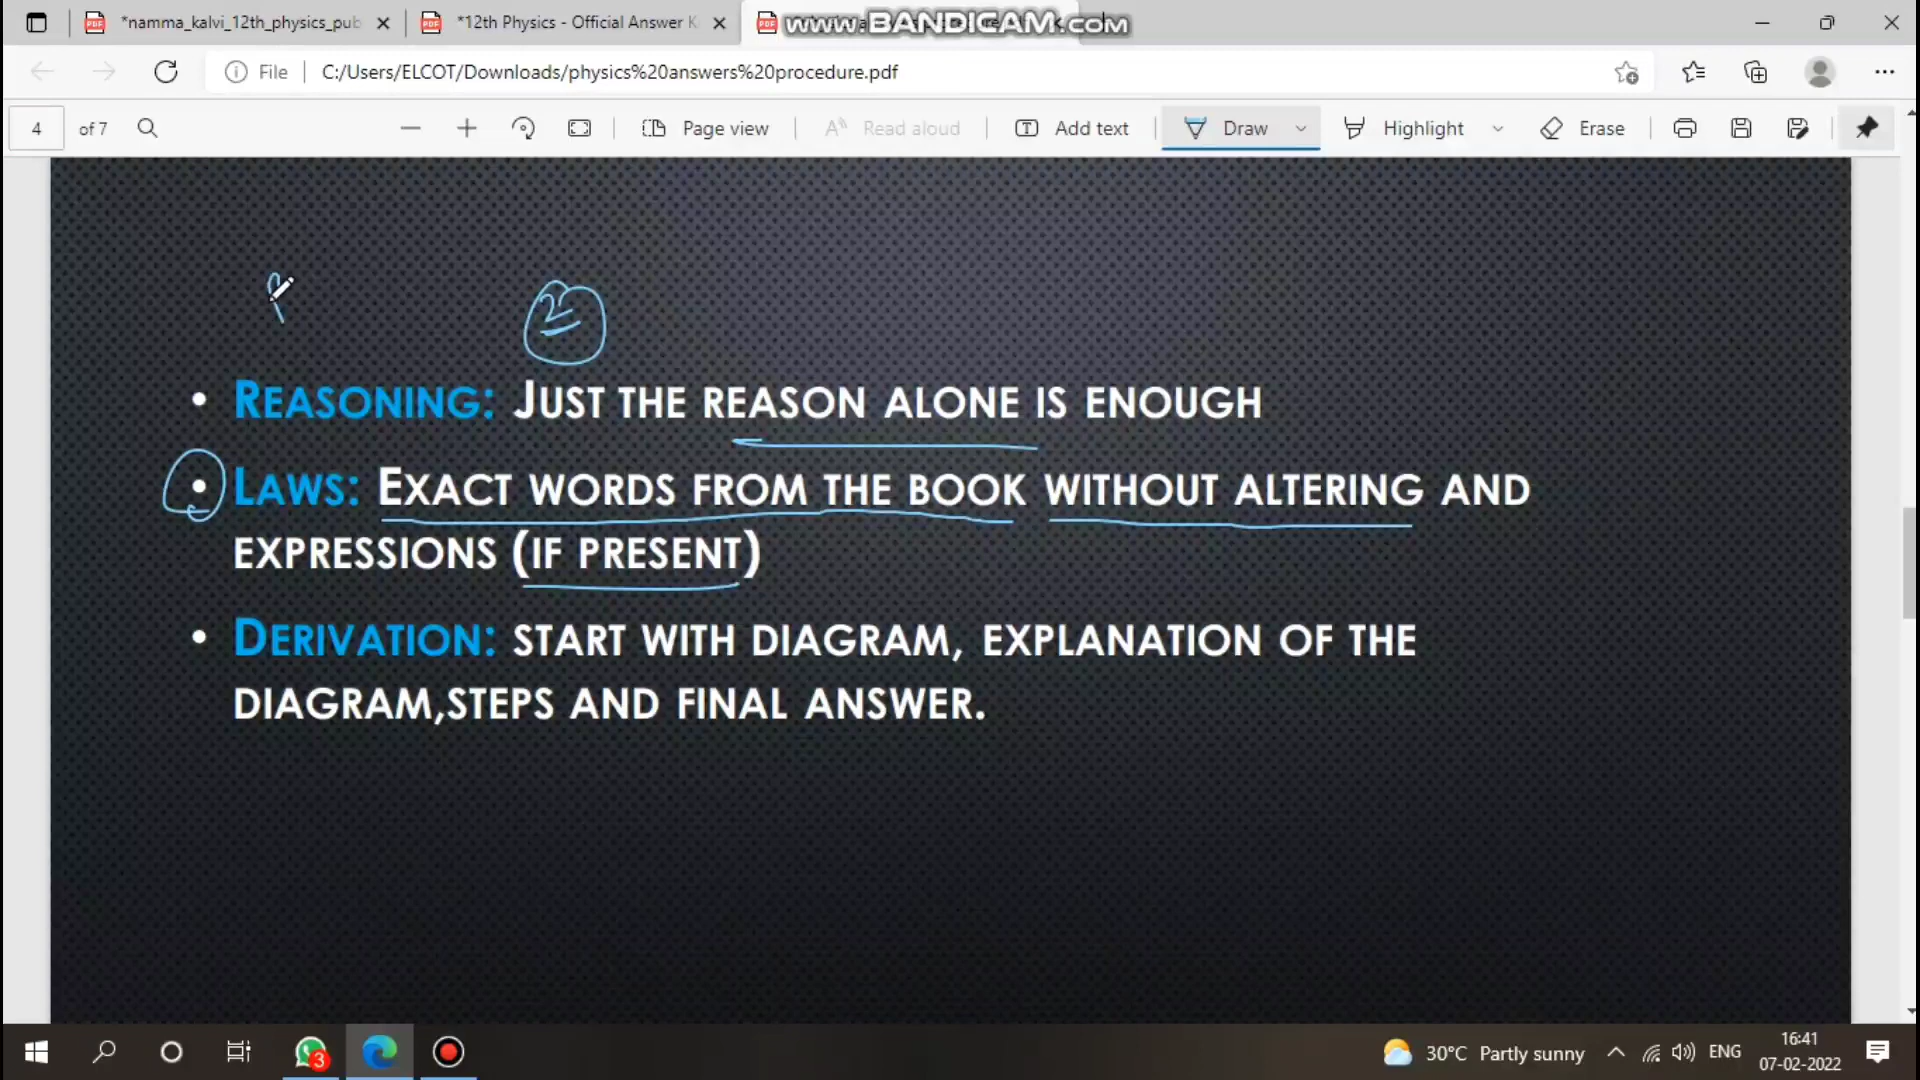 *namma_kalvi_12th_physics_pub
*12th Physics - Official Answer K
www.BANDICAM.com
File
C:/Users/ELCOT/Downloads/physics%20answers%20procedure.pdf
4 of 7
Page view
Read aloud
Add text
Draw
Highlight
Erase
2
• REASONING: JUST THE REASON ALONE IS ENOUGH
• LAWS: EXACT WORDS FROM THE BOOK WITHOUT ALTERING AND
EXPRESSIONS (IF PRESENT)
• DERIVATION: START WITH DIAGRAM, EXPLANATION OF THE
DIAGRAM,STEPS AND FINAL ANSWER.
3
30°C Partly sunny
ENG
16:41
07-02-2022